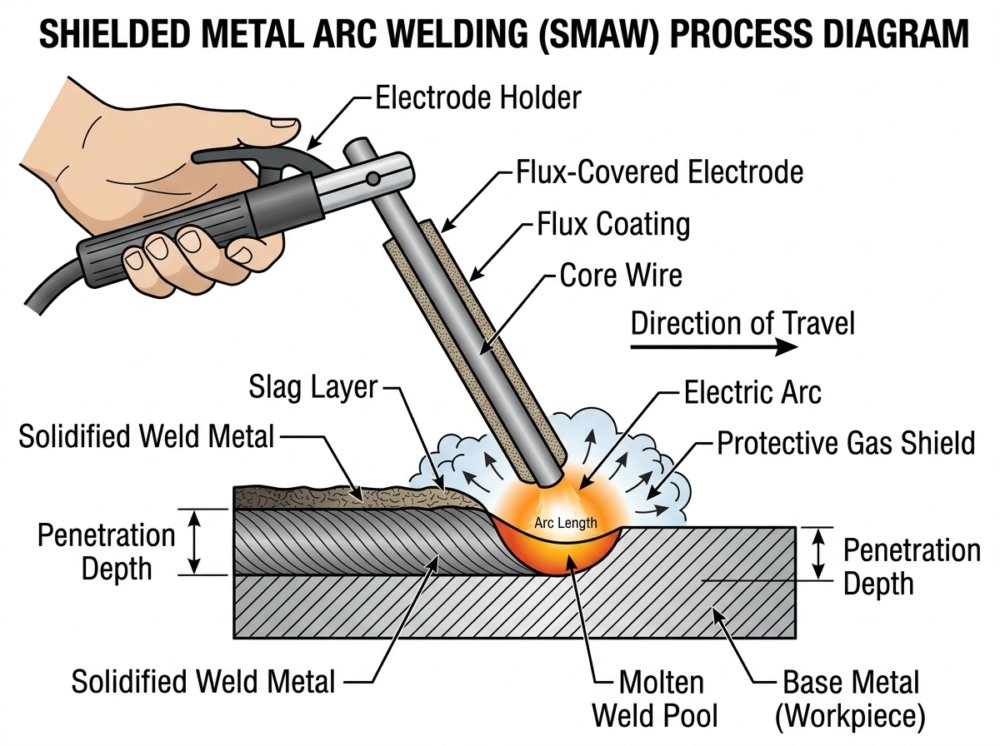 SHIELDED METAL ARC WELDING (SMAW) PROCESS DIAGRAM
Electrode Holder
Flux-Covered Electrode
Flux Coating
Core Wire
Direction of Travel
Slag Layer
Electric Arc
Solidified Weld Metal
Protective Gas Shield
Arc Length
Penetration
Depth
Penetration
Depth
Solidified Weld Metal
Molten
Weld Pool
Base Metal
(Workpiece)